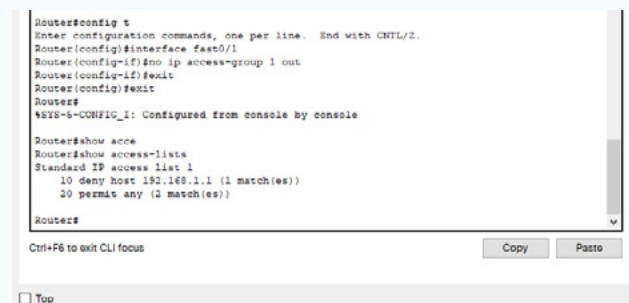 Router#config t
Enter configuration commands, one per line.  End with CNTL/Z.
Router(config)#interface fast0/1
Router(config-if)#no ip access-group 1 out
Router(config-if)#exit
Router(config)#exit
Router#
%SYS-5-CONFIG_I: Configured from console by console
Router#show acce
Router#show access-lists
Standard IP access list 1
10 deny host 192.168.1.1 (1 match(es))
20 permit any (2 match(es))
Router#
Ctrl+F6 to exit CLI focus
Copy
Paste
Top